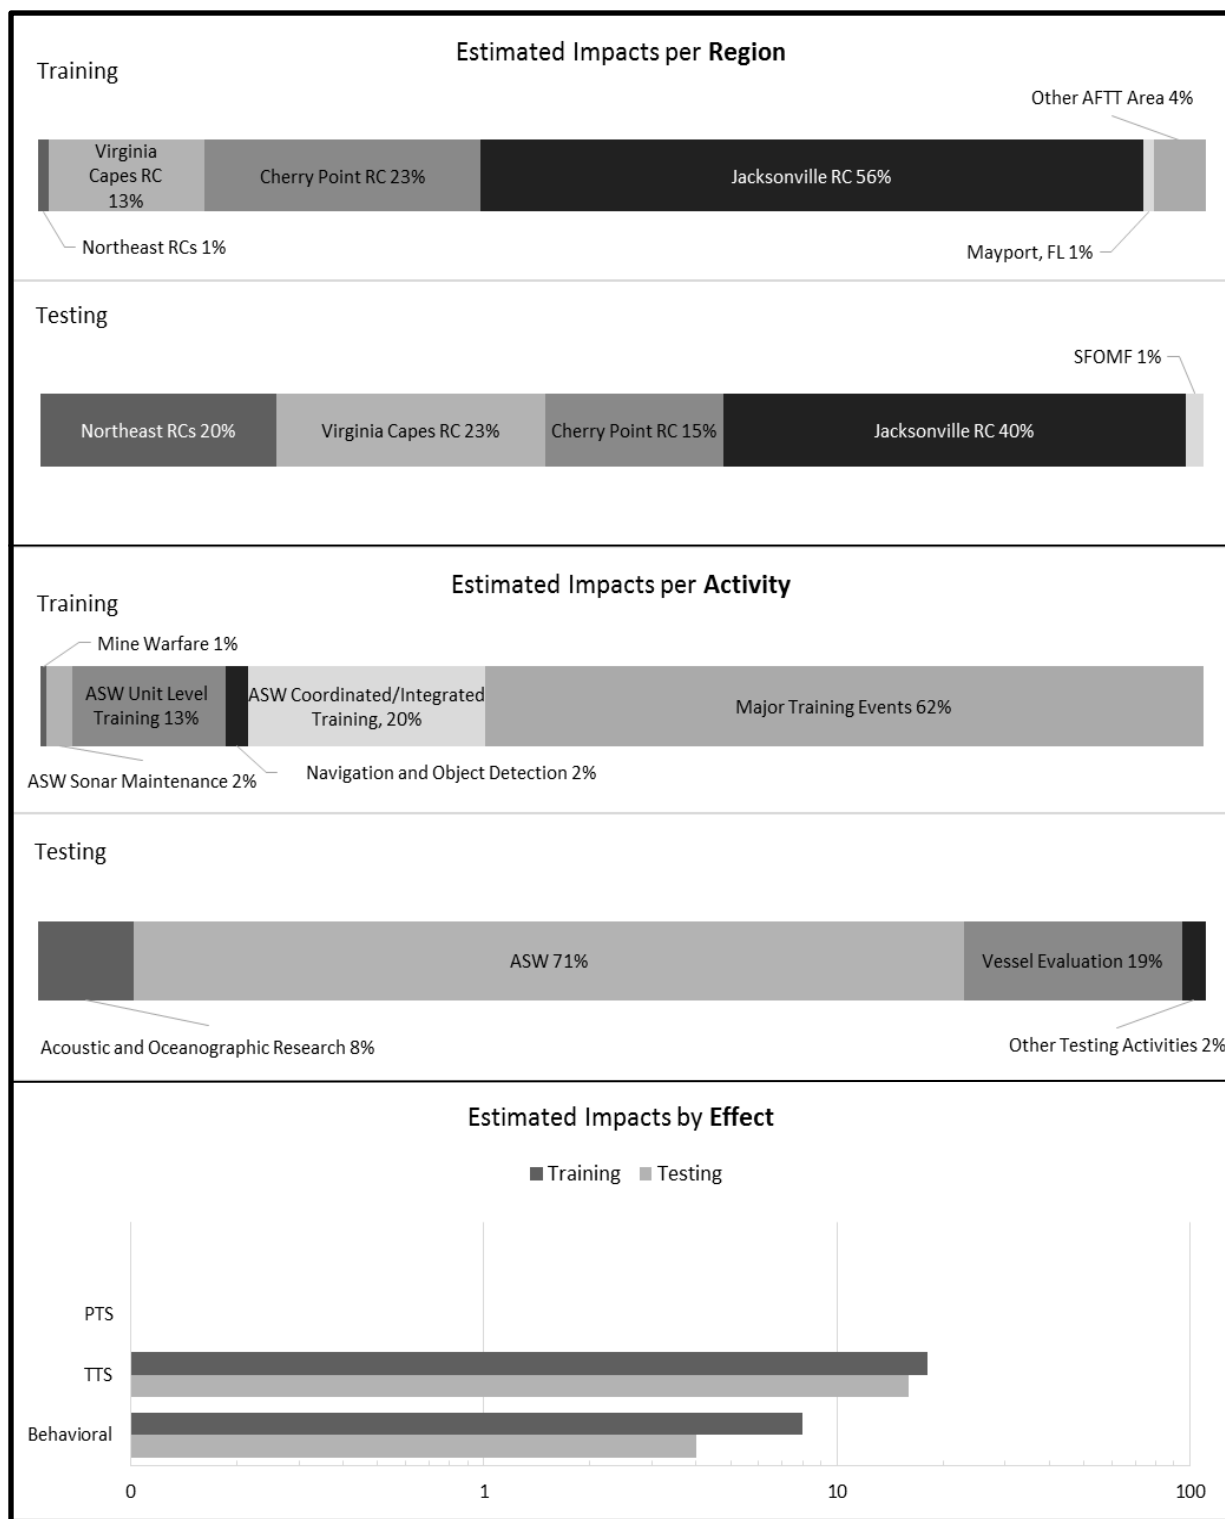 Estimated Impacts per Region
Training
Other AFTT Area 4%
Virginia
Capes RC
13%
Cherry Point RC 23%
Jacksonville RC 56%
Northeast RCs 1%
Mayport, FL 1%
Testing
SFOMF 1%
Northeast RCs 20%
Virginia Capes RC 23%
Cherry Point RC 15%
Jacksonville RC 40%
Estimated Impacts per Activity
Training
Mine Warfare 1%
ASW Unit Level
Training 13%
ASW Coordinated/Integrated
Training, 20%
Major Training Events 62%
ASW Sonar Maintenance 2%
Navigation and Object Detection 2%
Testing
ASW 71%
Vessel Evaluation 19%
Acoustic and Oceanographic Research 8%
Other Testing Activities 2%
Estimated Impacts by Effect
Training
Testing
PTS
TTS
Behavioral
0
1
10
100